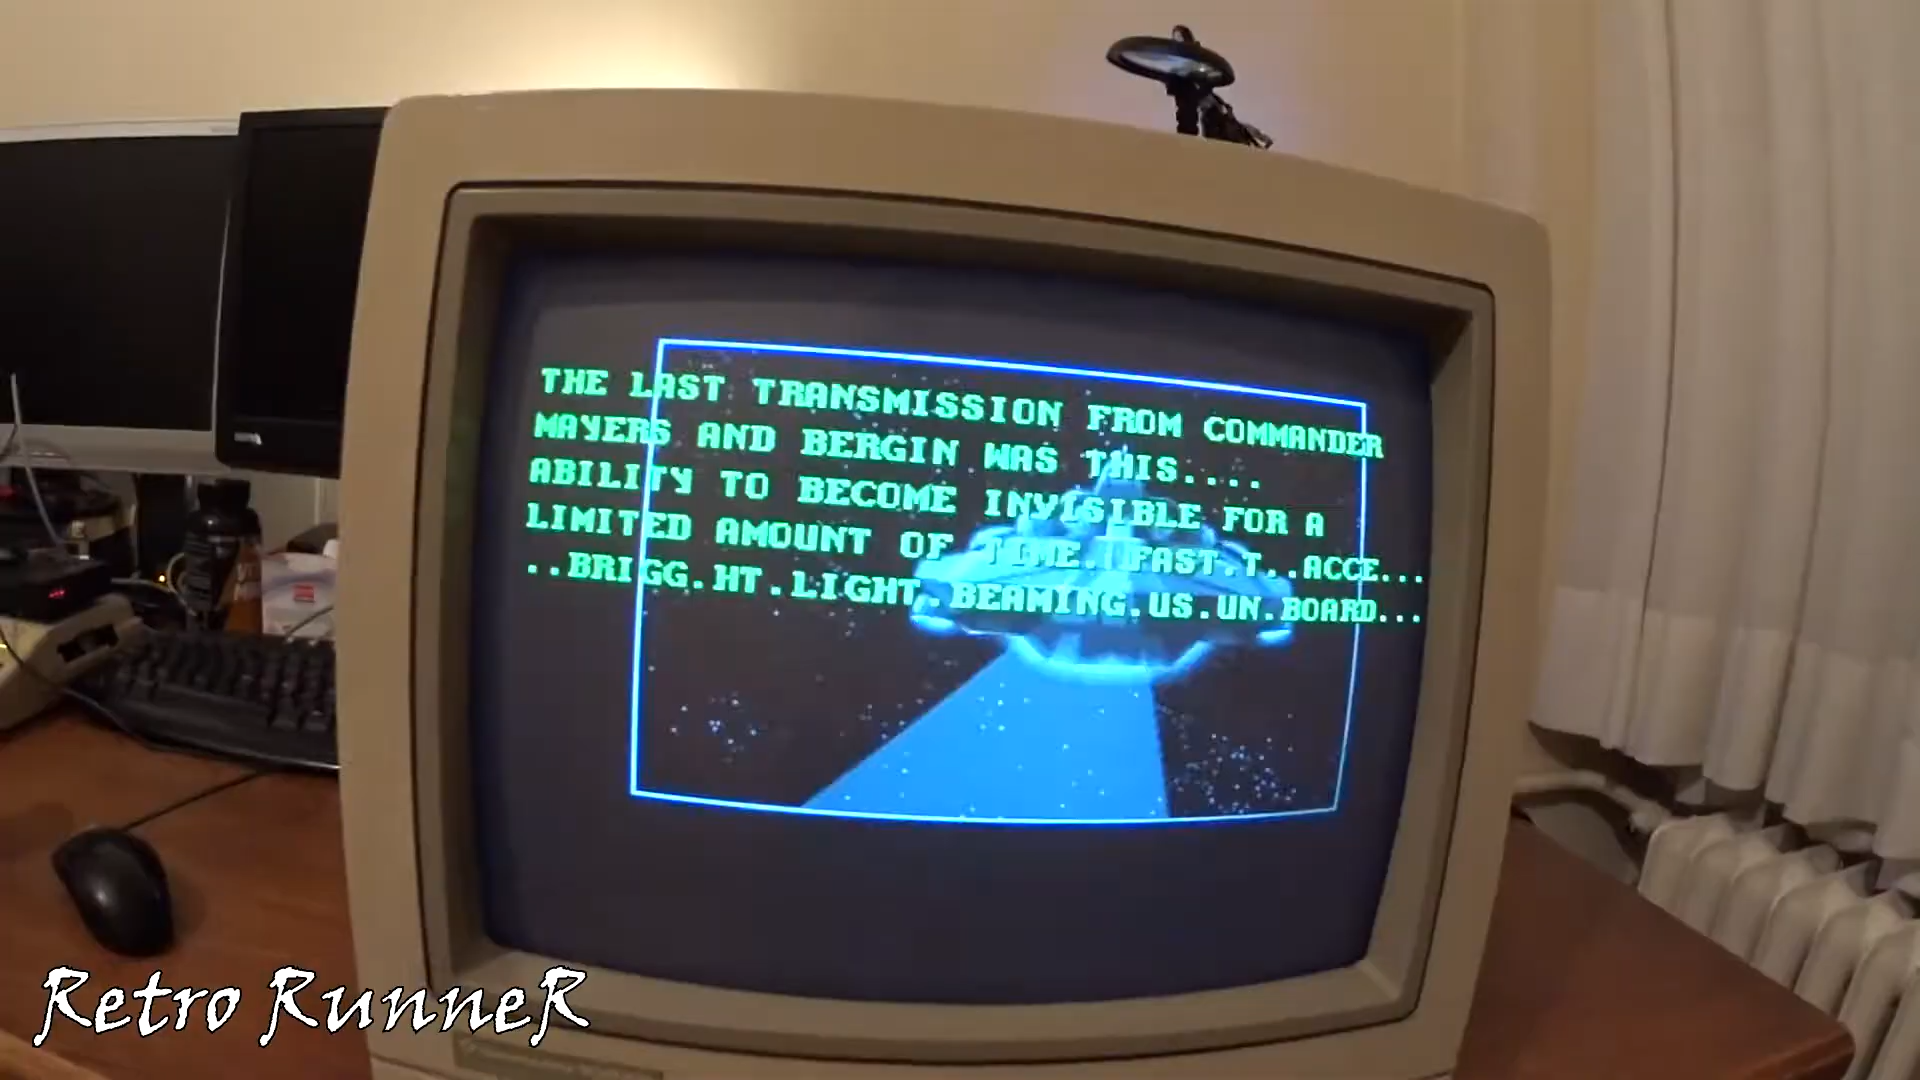 THE LAST TRANSMISSION FROM COMMANDER
MAYERS AND BERGIN WAS THIS....
ABILITY TO BECOME INVISIBLE FOR A
LIMITED AMOUNT OF TIME.
FAST.T..ACCE...
..BRIGG.HT.LIGHT.BEAMING.US.UN.BOARD...
Retro RunneR